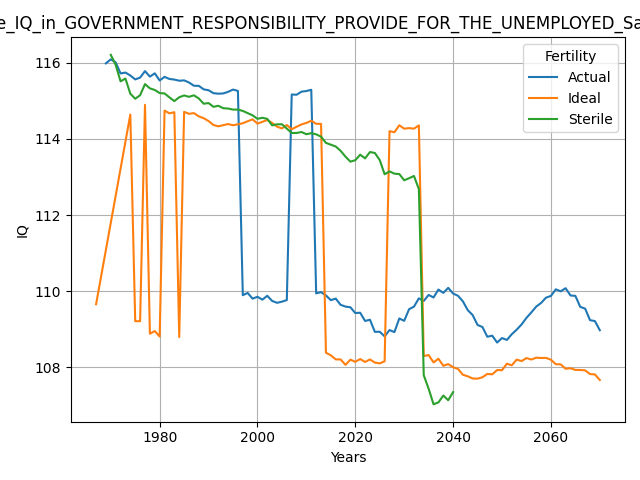 e_IQ_in_GOVERNMENT_RESPONSIBILITY_PROVIDE_FOR_THE_UNEMPLOYED_Sa
Fertility
Actual
Ideal
Sterile
IQ
116
114
112
110
108
1980 2000 2020 2040 2060
Years